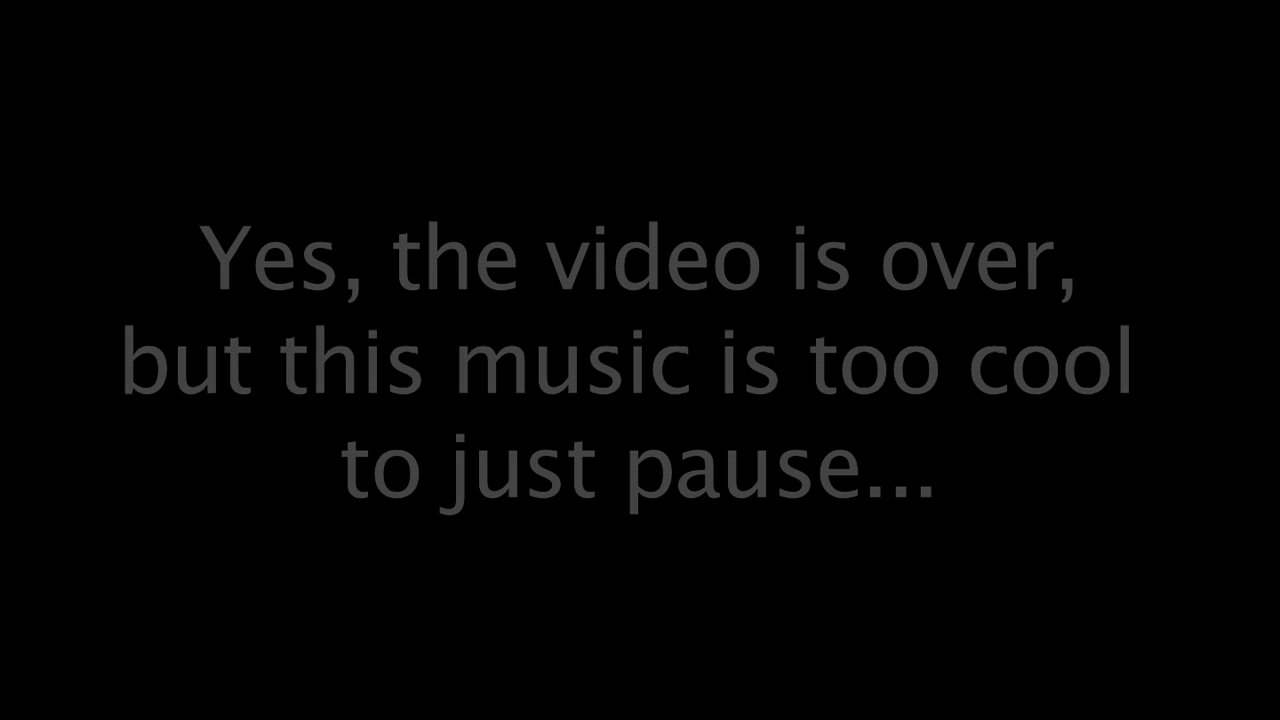 Yes, the video is over,
but this music is too cool
to just pause...